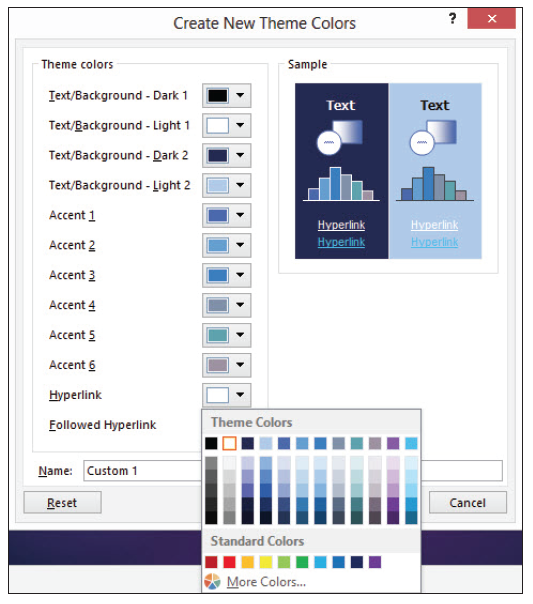 Create New Theme Colors
?
Theme colors
Text/Background - Dark 1
Text/Background - Light 1
Text/Background - Dark 2
Text/Background - Light 2
Accent 1
Accent 2
Accent 3
Accent 4
Accent 5
Accent 6
Hyperlink
Followed Hyperlink
Sample
Text
Text
Hyperlink
Hyperlink
Hyperlink
Hyperlink
Theme Colors
Standard Colors
More Colors...
Name: Custom 1
Reset
Cancel